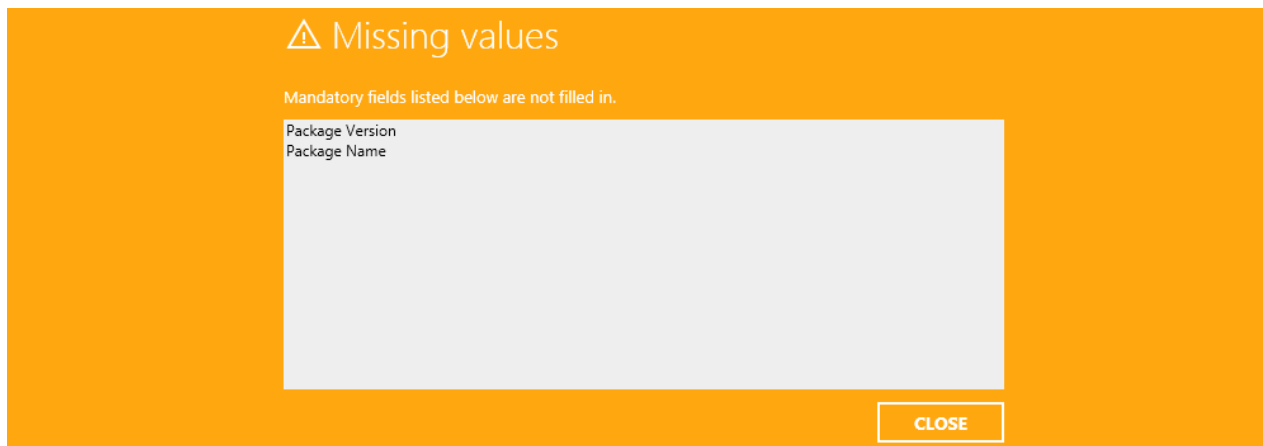 Missing values
Mandatory fields listed below are not filled in.
Package Version
Package Name
CLOSE